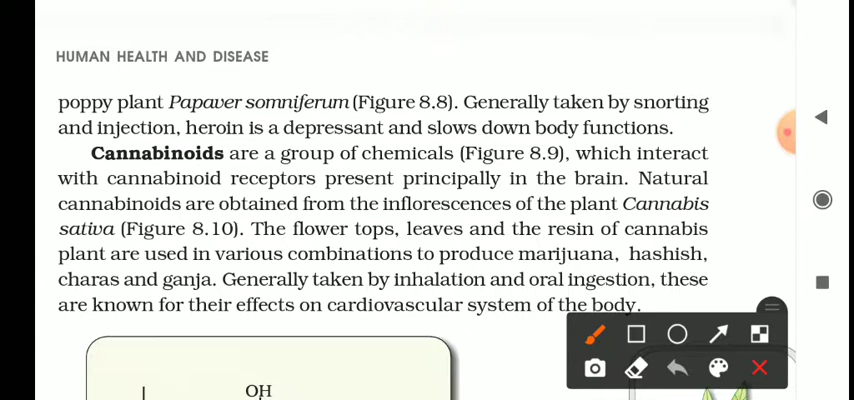 HUMAN HEALTH AND DISEASE
poppy plant Papaver somniferum (Figure 8.8). Generally taken by snorting
and injection, heroin is a depressant and slows down body functions.
Cannabinoids are a group of chemicals (Figure 8.9), which interact
with cannabinoid receptors present principally in the brain. Natural
cannabinoids are obtained from the inflorescences of the plant Cannabis
sativa (Figure 8.10). The flower tops, leaves and the resin of cannabis
plant are used in various combinations to produce marijuana, hashish,
charas and ganja. Generally taken by inhalation and oral ingestion, these
are known for their effects on cardiovascular system of the body.
OH